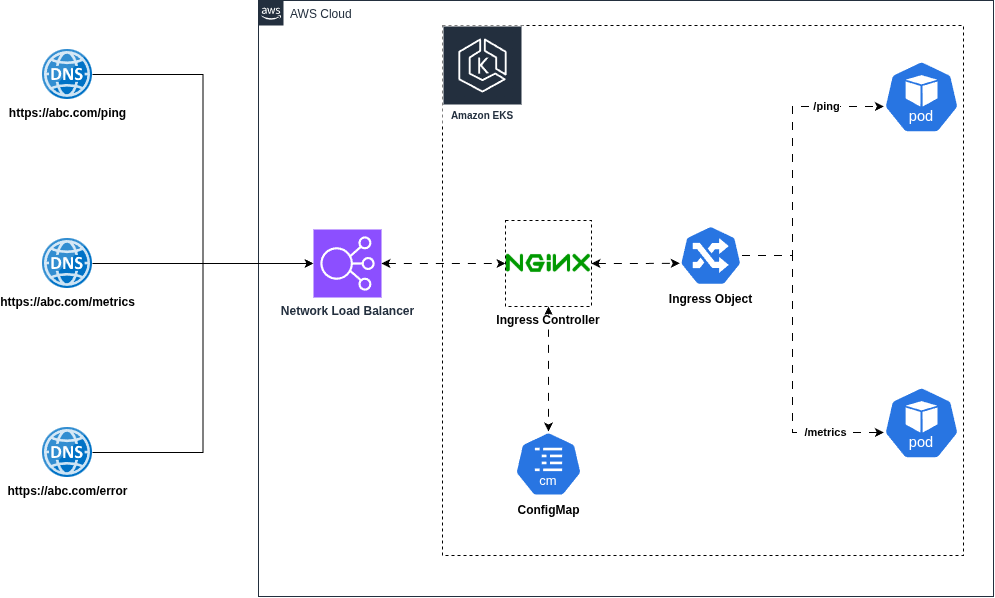 aws
AWS Cloud
DNS
https://abc.com/ping
K
Amazon EKS
/ping
pod
DNS
https://abc.com/metrics
Network Load Balancer
NGINX
Ingress Controller
Ingress Object
DNS
https://abc.com/error
/metrics
pod
cm
ConfigMap